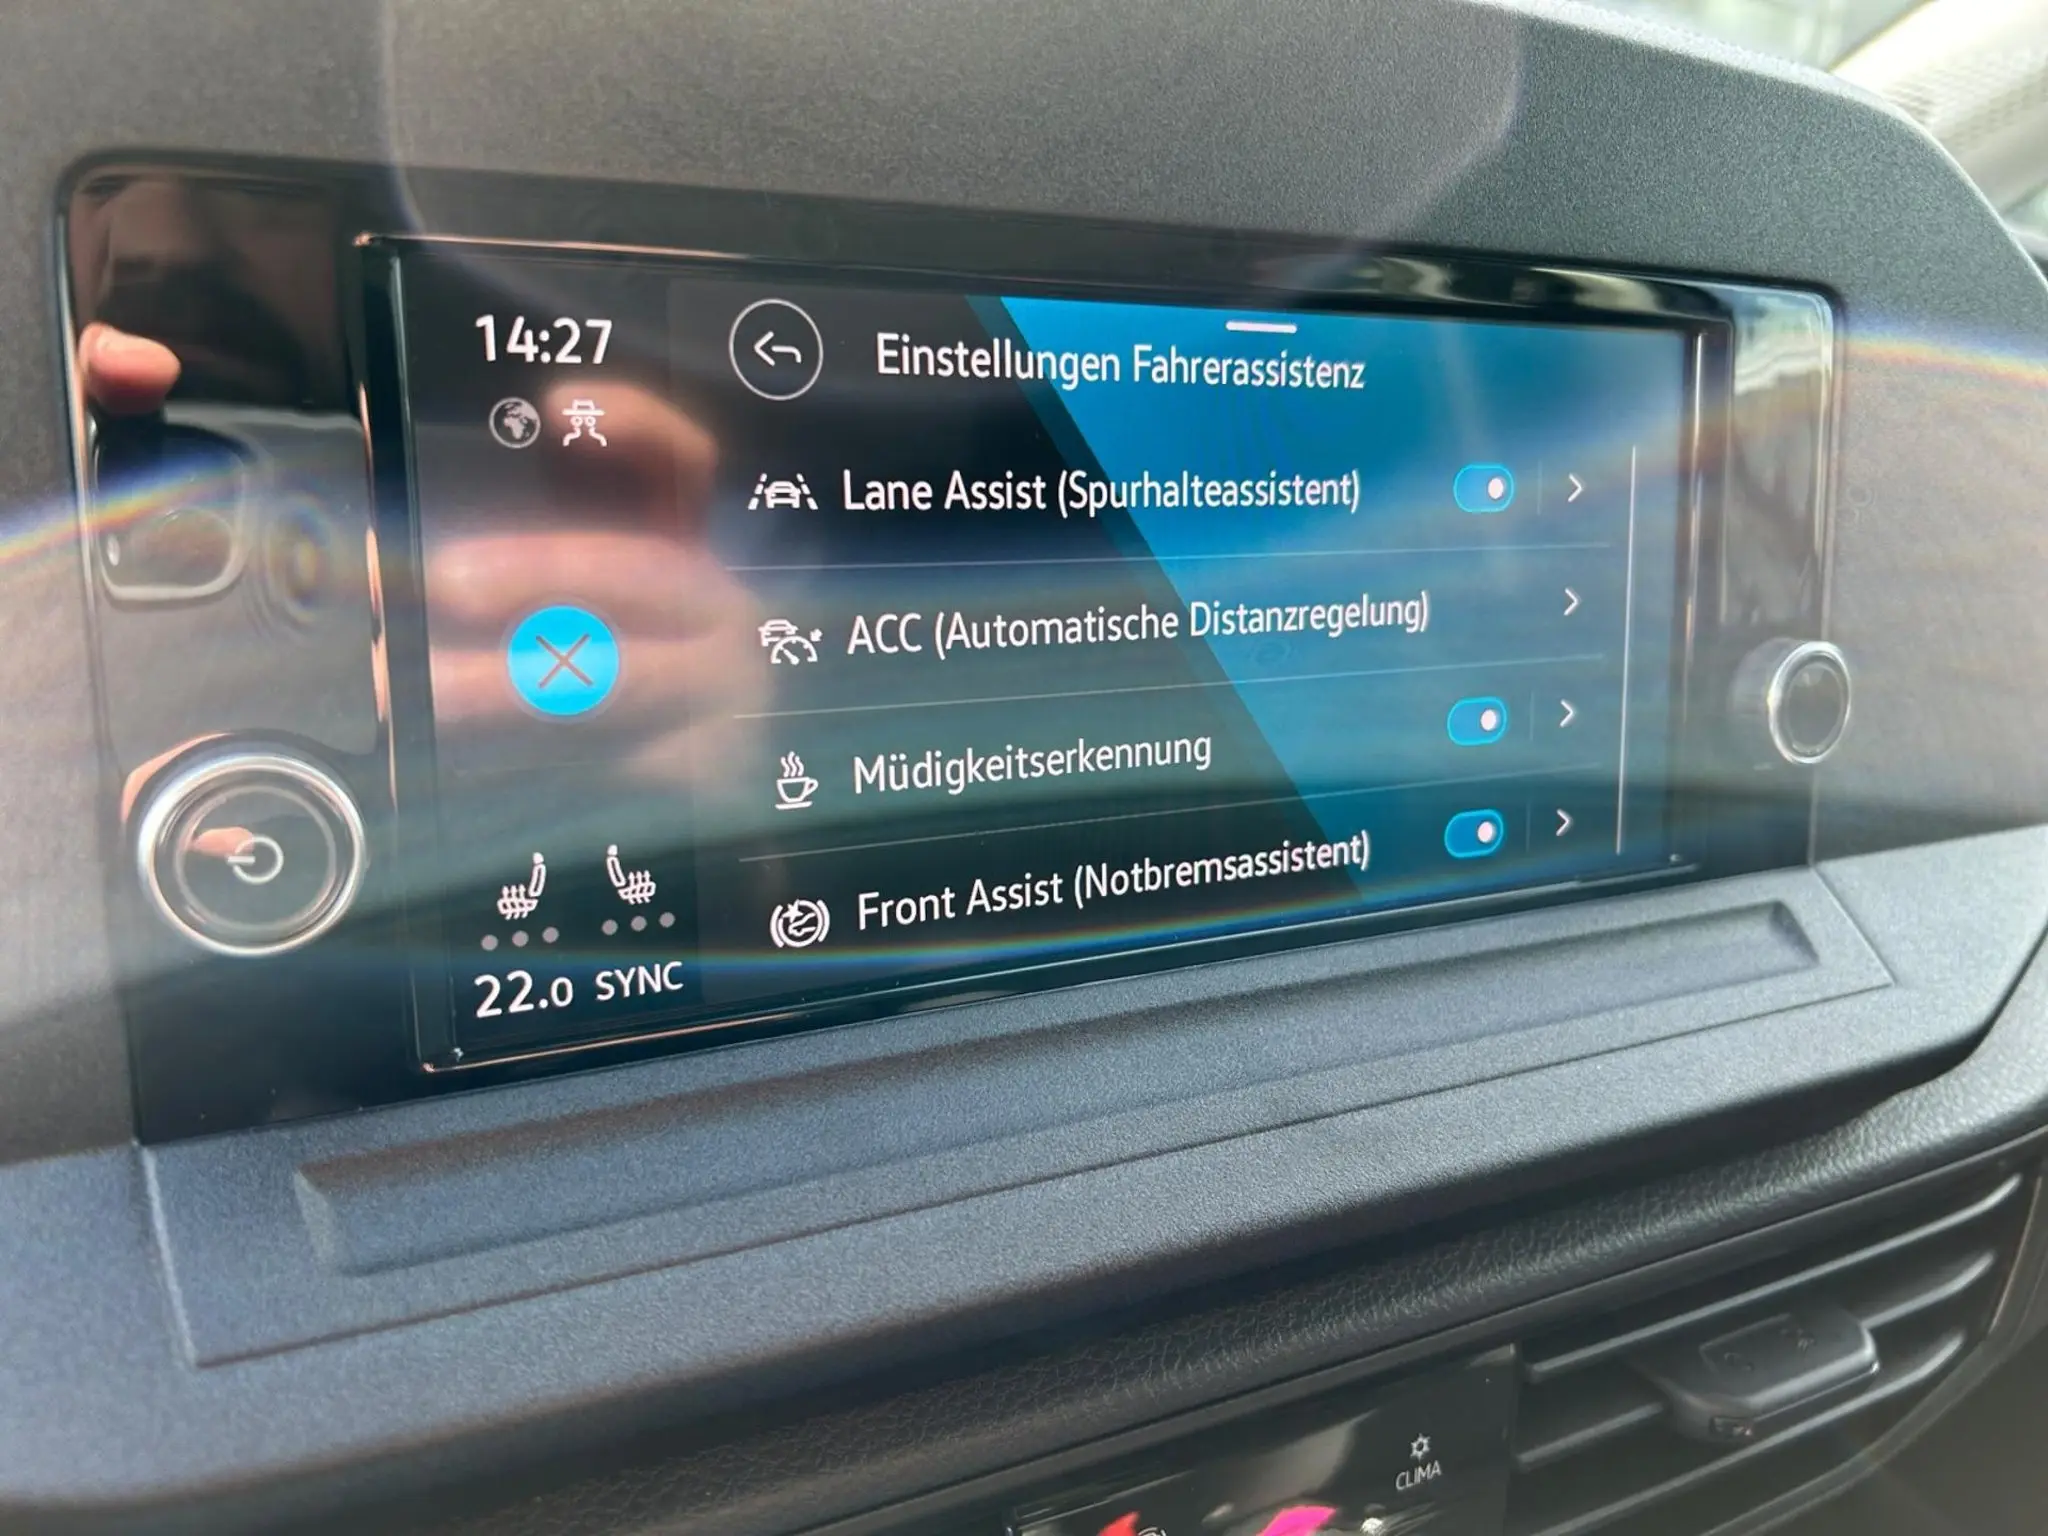 14:27
Einstellungen Fahrerassistenz
Lane Assist (Spurhalteassistent)
ACC (Automatische Distanzregelung)
Müdigkeitserkennung
Front Assist (Notbremsassistent)
22.0 SYNC
CLIMA